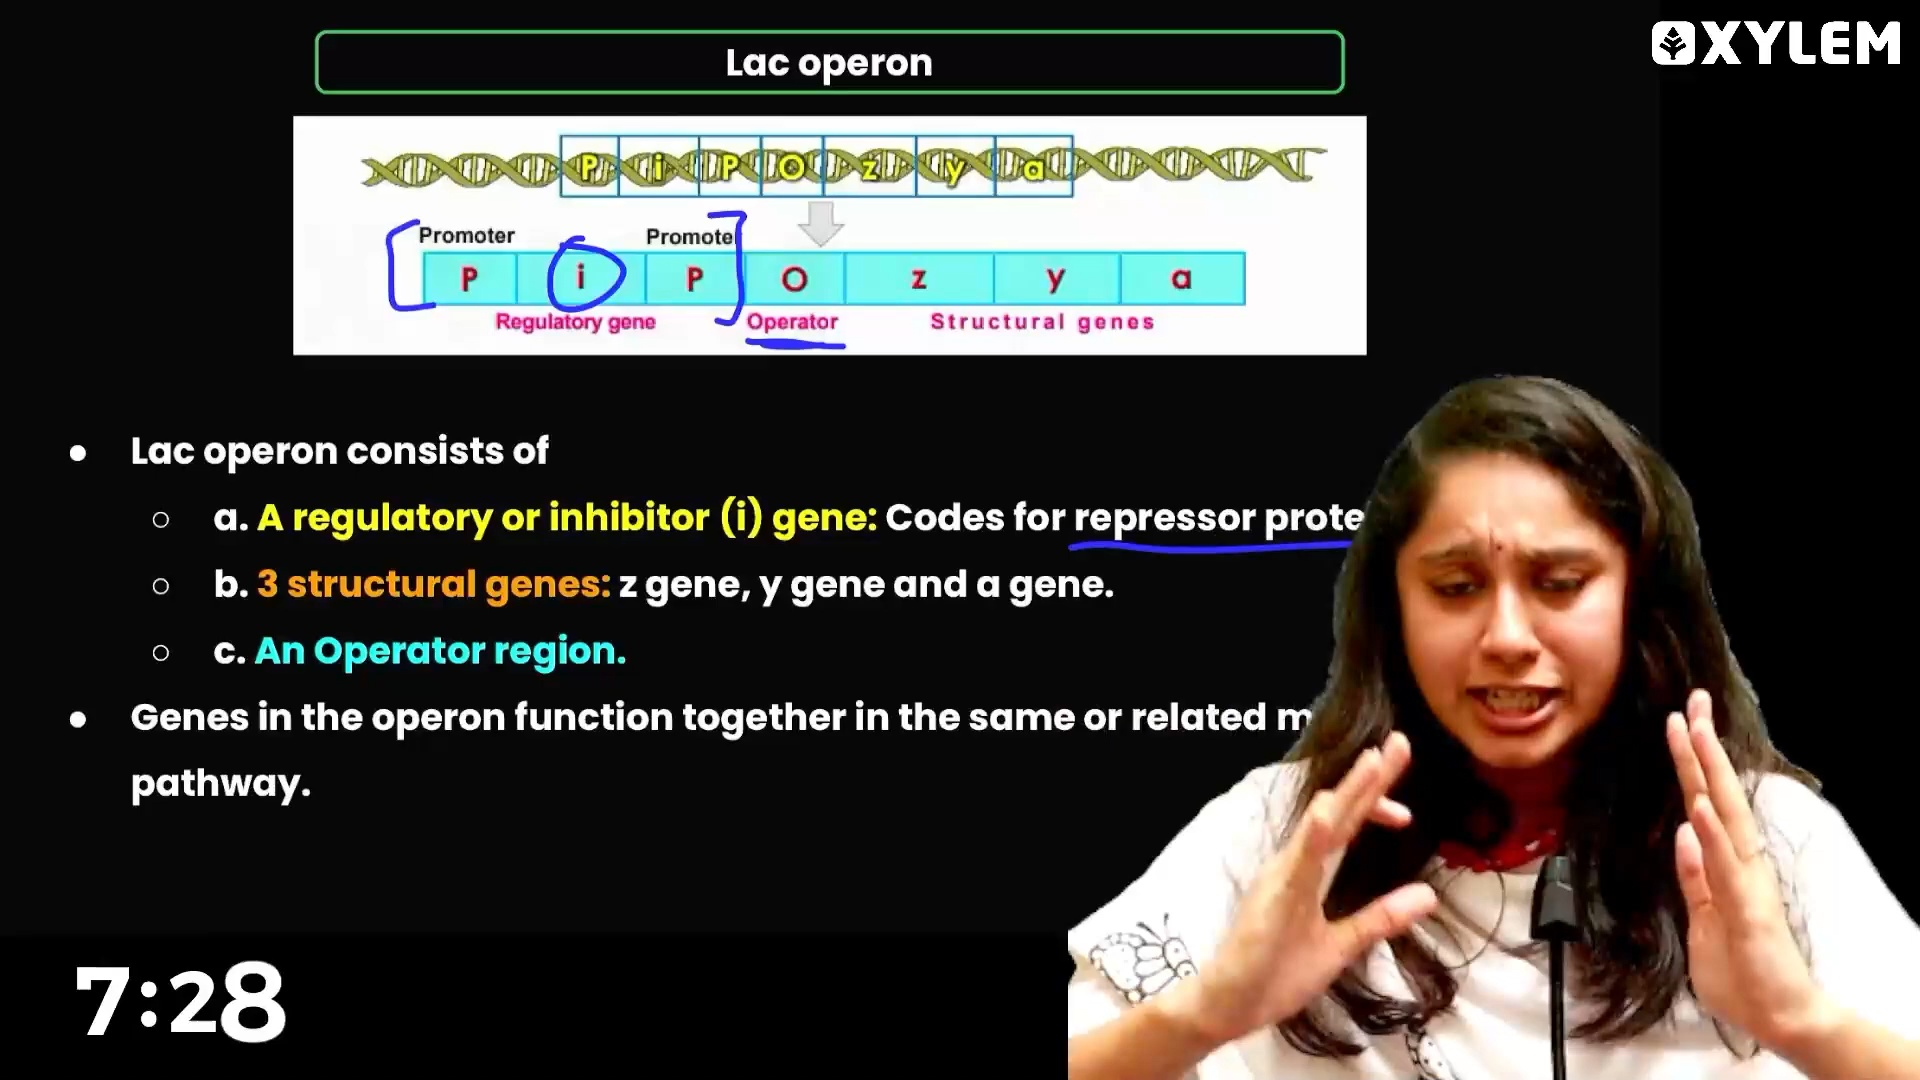 Lac operon
XYLEM
P i P O z y a
Promoter Promoter
P i P O z y a
Regulatory gene Operator Structural genes
● Lac operon consists of
○ a. A regulatory or inhibitor (i) gene: Codes for repressor prote
○ b. 3 structural genes: z gene, y gene and a gene.
○ c. An Operator region.
● Genes in the operon function together in the same or related m
pathway.
7:28